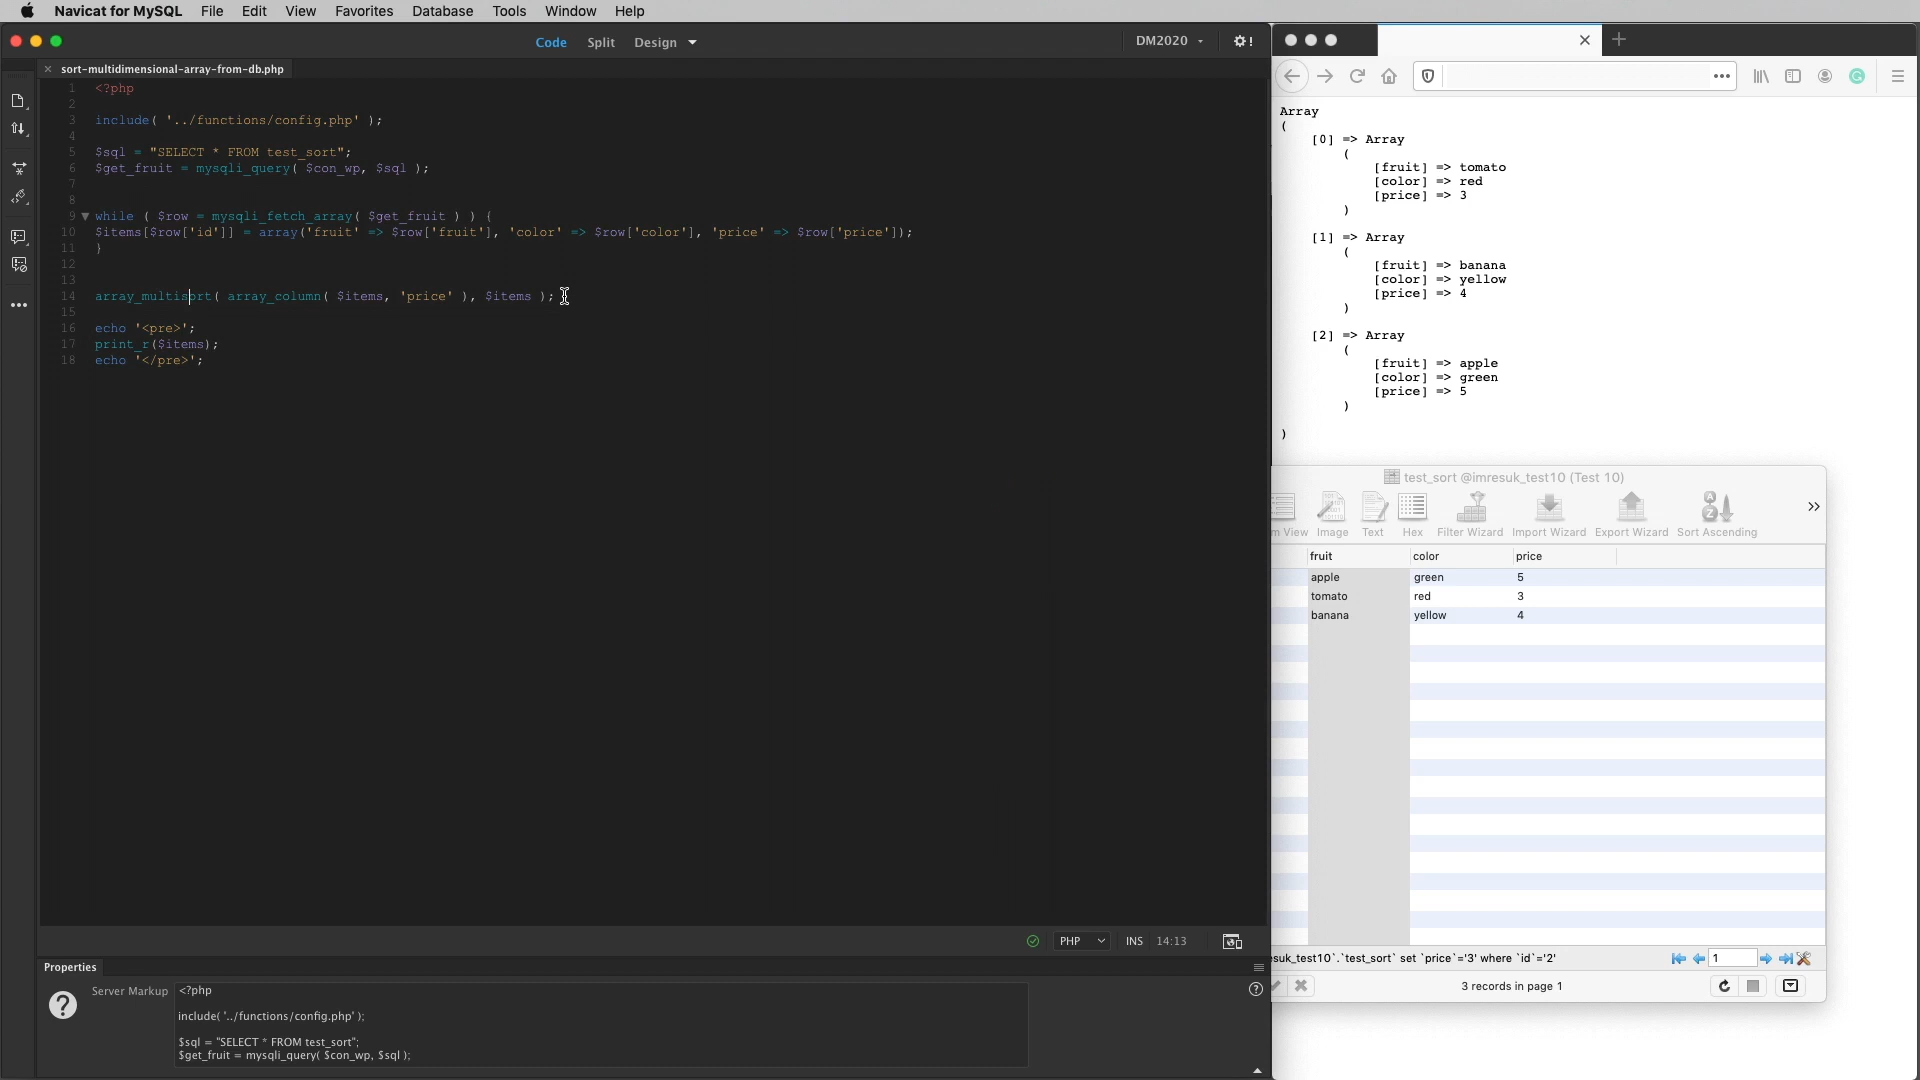 Navicat for MySQL File Edit View Favorites Database Tools Window Help
Code Split Design
DM2020
sort-multidimensional-array-from-db.php
1 <?php
2
3 include( '../functions/config.php' );
4
5 $sql = "SELECT * FROM test_sort";
6 $get_fruit = mysqli_query( $con_wp, $sql );
7
8
9 while ( $row = mysqli_fetch_array( $get_fruit ) ) {
10 $items[$row['id']] = array('fruit' => $row['fruit'], 'color' => $row['color'], 'price' => $row['price']);
11 }
12
13
14 array_multisort( array_column( $items, 'price' ), $items );
15
16 echo '<pre>';
17 print_r($items);
18 echo '</pre>';
PHP INS 14:13
Properties
Server Markup
<?php
include( '../functions/config.php' );
$sql = "SELECT * FROM test_sort";
$get_fruit = mysqli_query( $con_wp, $sql );
Array
(
[0] => Array
(
[fruit] => tomato
[color] => red
[price] => 3
)
[1] => Array
(
[fruit] => banana
[color] => yellow
[price] => 4
)
[2] => Array
(
[fruit] => apple
[color] => green
[price] => 5
)
)
test_sort @imresuk_test10 (Test 10)
m View Image Text Hex Filter Wizard Import Wizard Export Wizard Sort Ascending
fruit color price
apple green 5
tomato red 3
banana yellow 4
suk_test10`.`test_sort` set `price`='3' where `id`='2'
1
3 records in page 1